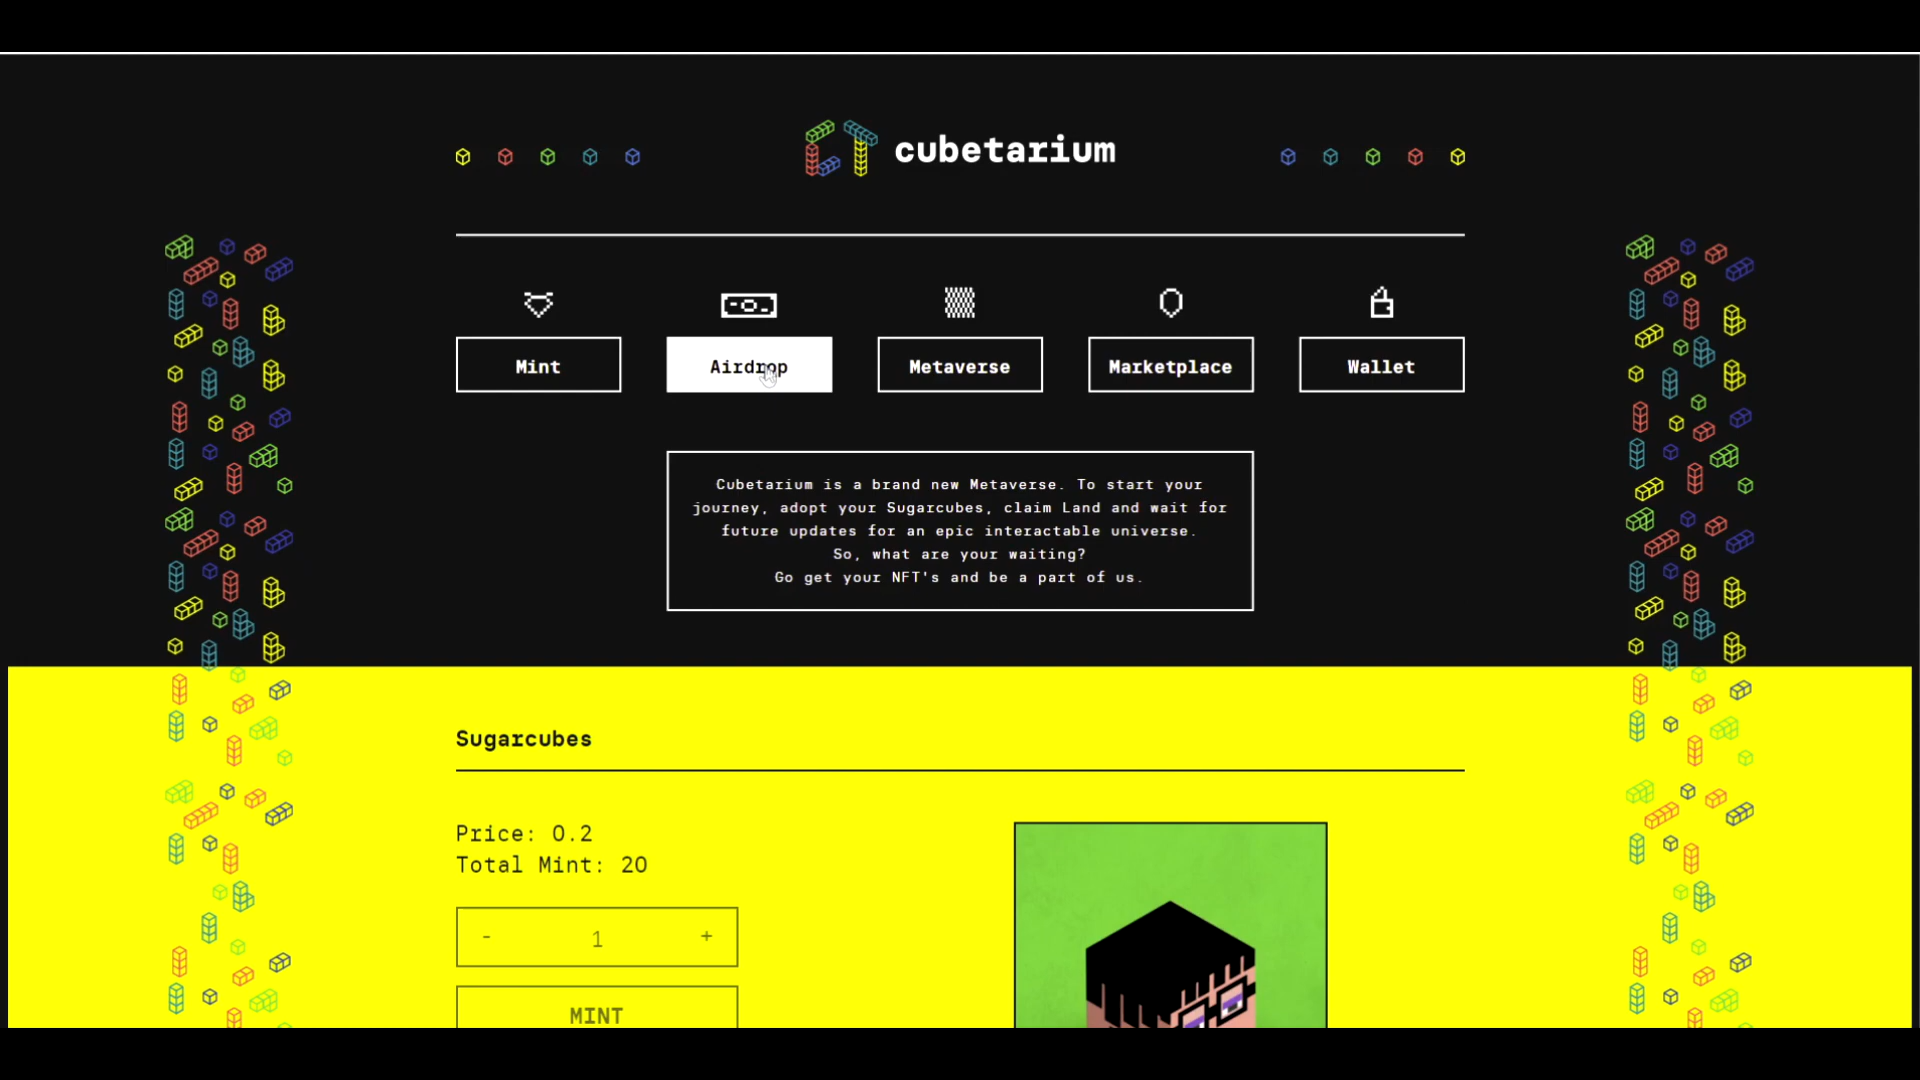 cubetarium
Mint
Airdrop
Metaverse
Marketplace
Wallet
Cubetarium is a brand new Metaverse. To start your
journey, adopt your Sugarcubes, claim Land and wait for
future updates for an epic interactable universe.
So, what are your waiting?
Go get your NFT's and be a part of us.
Sugarcubes
Price: 0.2
Total Mint: 20
- 1 +
MINT